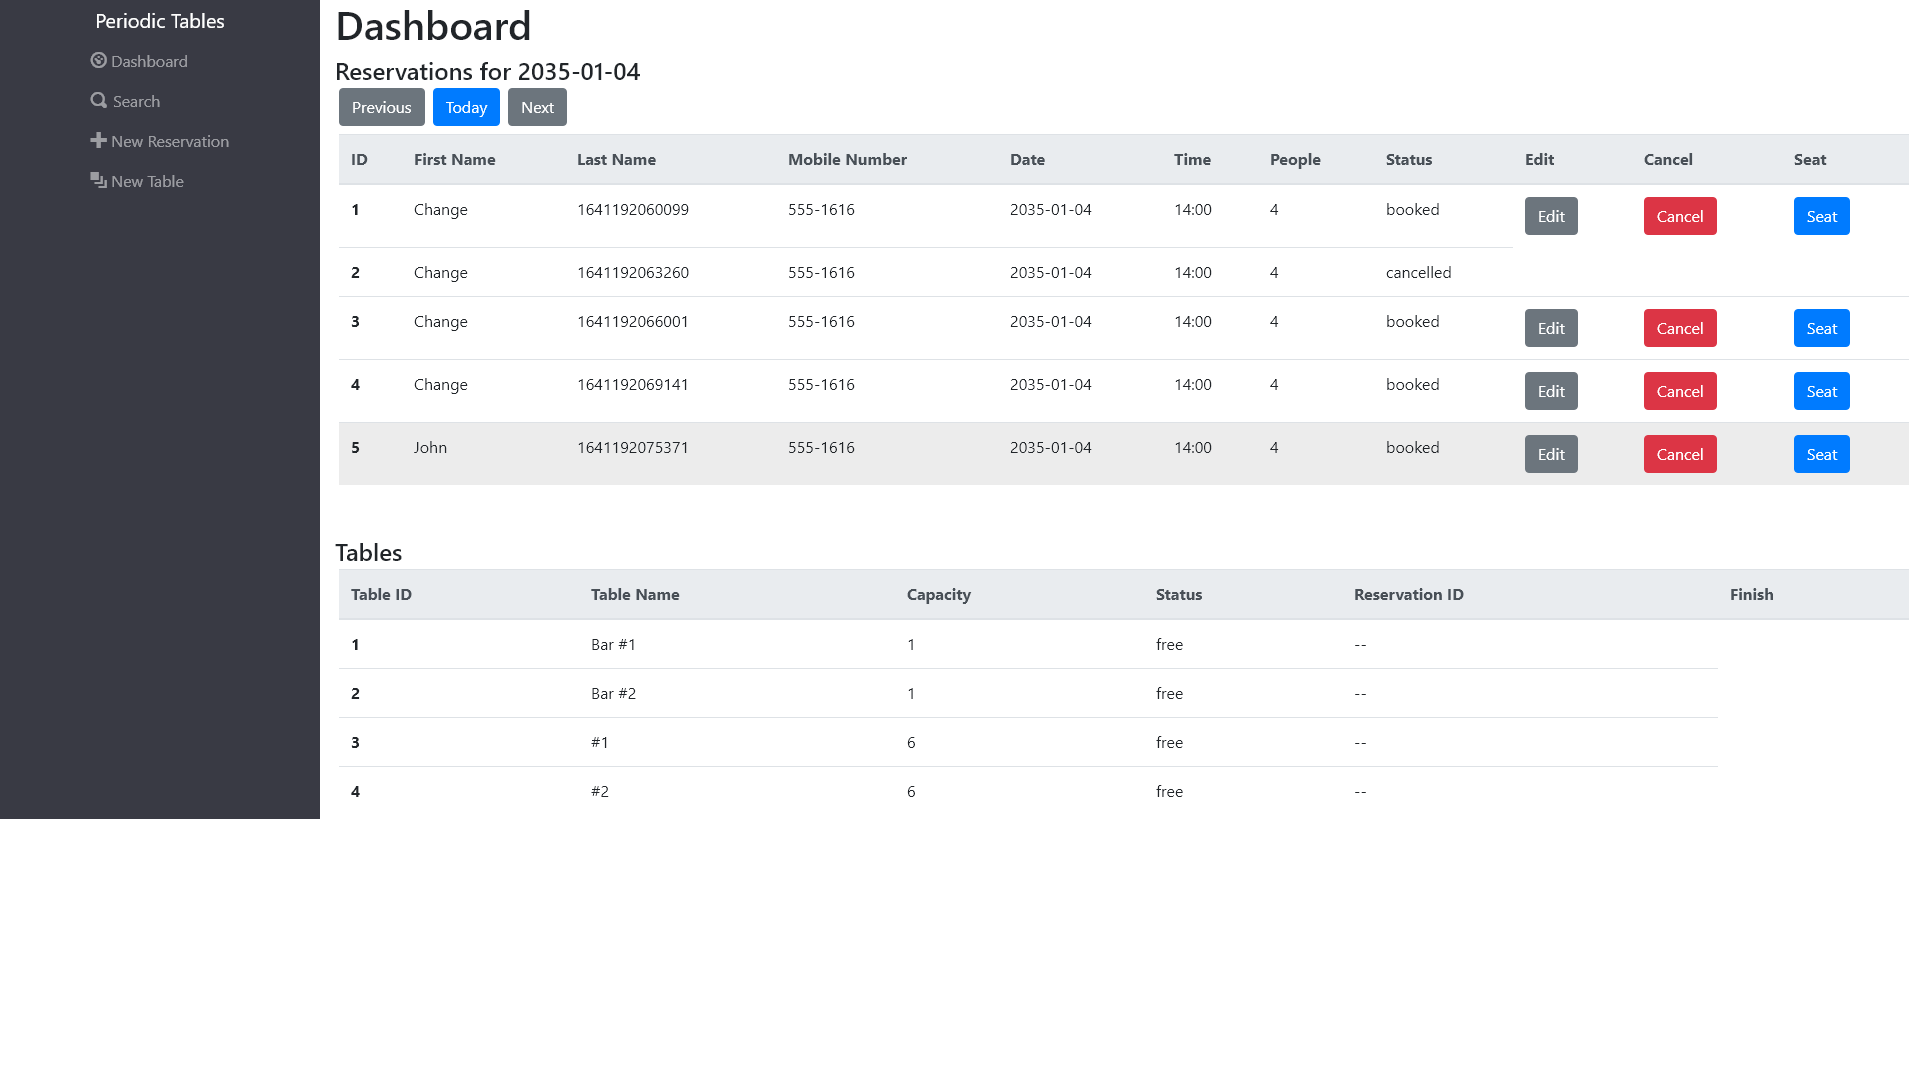 Periodic Tables
Dashboard
Search
New Reservation
New Table
Dashboard
Reservations for 2035-01-04
Previous Today Next
ID First Name Last Name Mobile Number Date Time People Status Edit Cancel Seat
1 Change 1641192060099 555-1616 2035-01-04 14:00 4 booked Edit Cancel Seat
2 Change 1641192063260 555-1616 2035-01-04 14:00 4 cancelled
3 Change 1641192066001 555-1616 2035-01-04 14:00 4 booked Edit Cancel Seat
4 Change 1641192069141 555-1616 2035-01-04 14:00 4 booked Edit Cancel Seat
5 John 1641192075371 555-1616 2035-01-04 14:00 4 booked Edit Cancel Seat
Tables
Table ID Table Name Capacity Status Reservation ID Finish
1 Bar #1 1 free --
2 Bar #2 1 free --
3 #1 6 free --
4 #2 6 free --